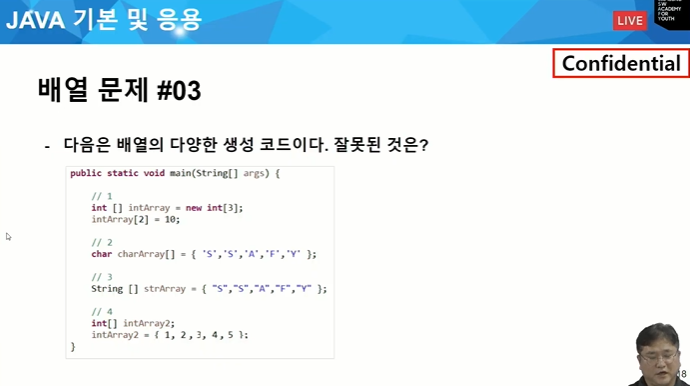 JAVA 기본 및 응용
LIVE
SW ACADEMY
FOR
YOUTH
Confidential
배열 문제 #03
- 다음은 배열의 다양한 생성 코드이다. 잘못된 것은?
public static void main(String[] args) {
// 1
int [] intArray = new int[3];
intArray[2] = 10;
// 2
char charArray[] = { 'S','S','A','F','Y' };
// 3
String [] strArray = { "S","S","A","F","Y" };
// 4
int[] intArray2;
intArray2 = { 1, 2 ,3, 4, 5 };
}
18